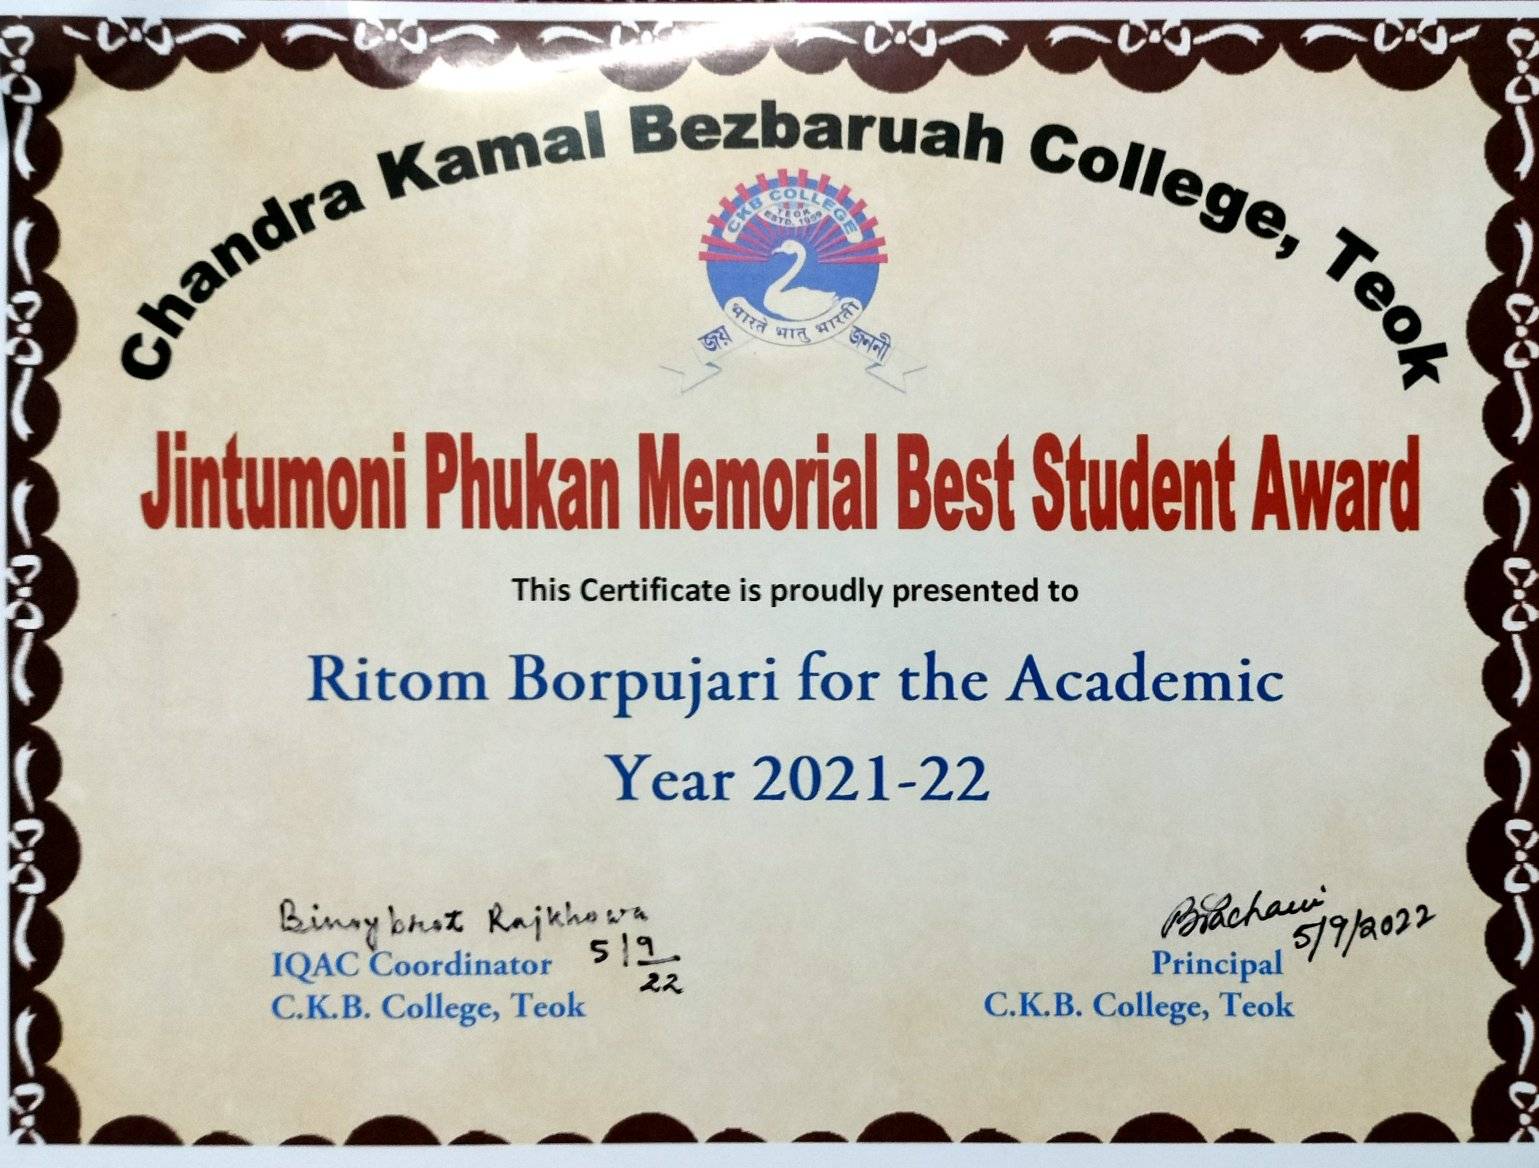 Chandra Kamal Bezbaruah College, Teok
CKB COLLEGE
TEOK
ESTD. 1959
भारते भातु भारती
জয় জননী
Jintumoni Phukan Memorial Best Student Award
This Certificate is proudly presented to
Ritom Borpujari for the Academic
Year 2021-22
Rajkhowa
5/9/22
IQAC Coordinator
C.K.B. College, Teok
5/9/2022
Principal
C.K.B. College, Teok